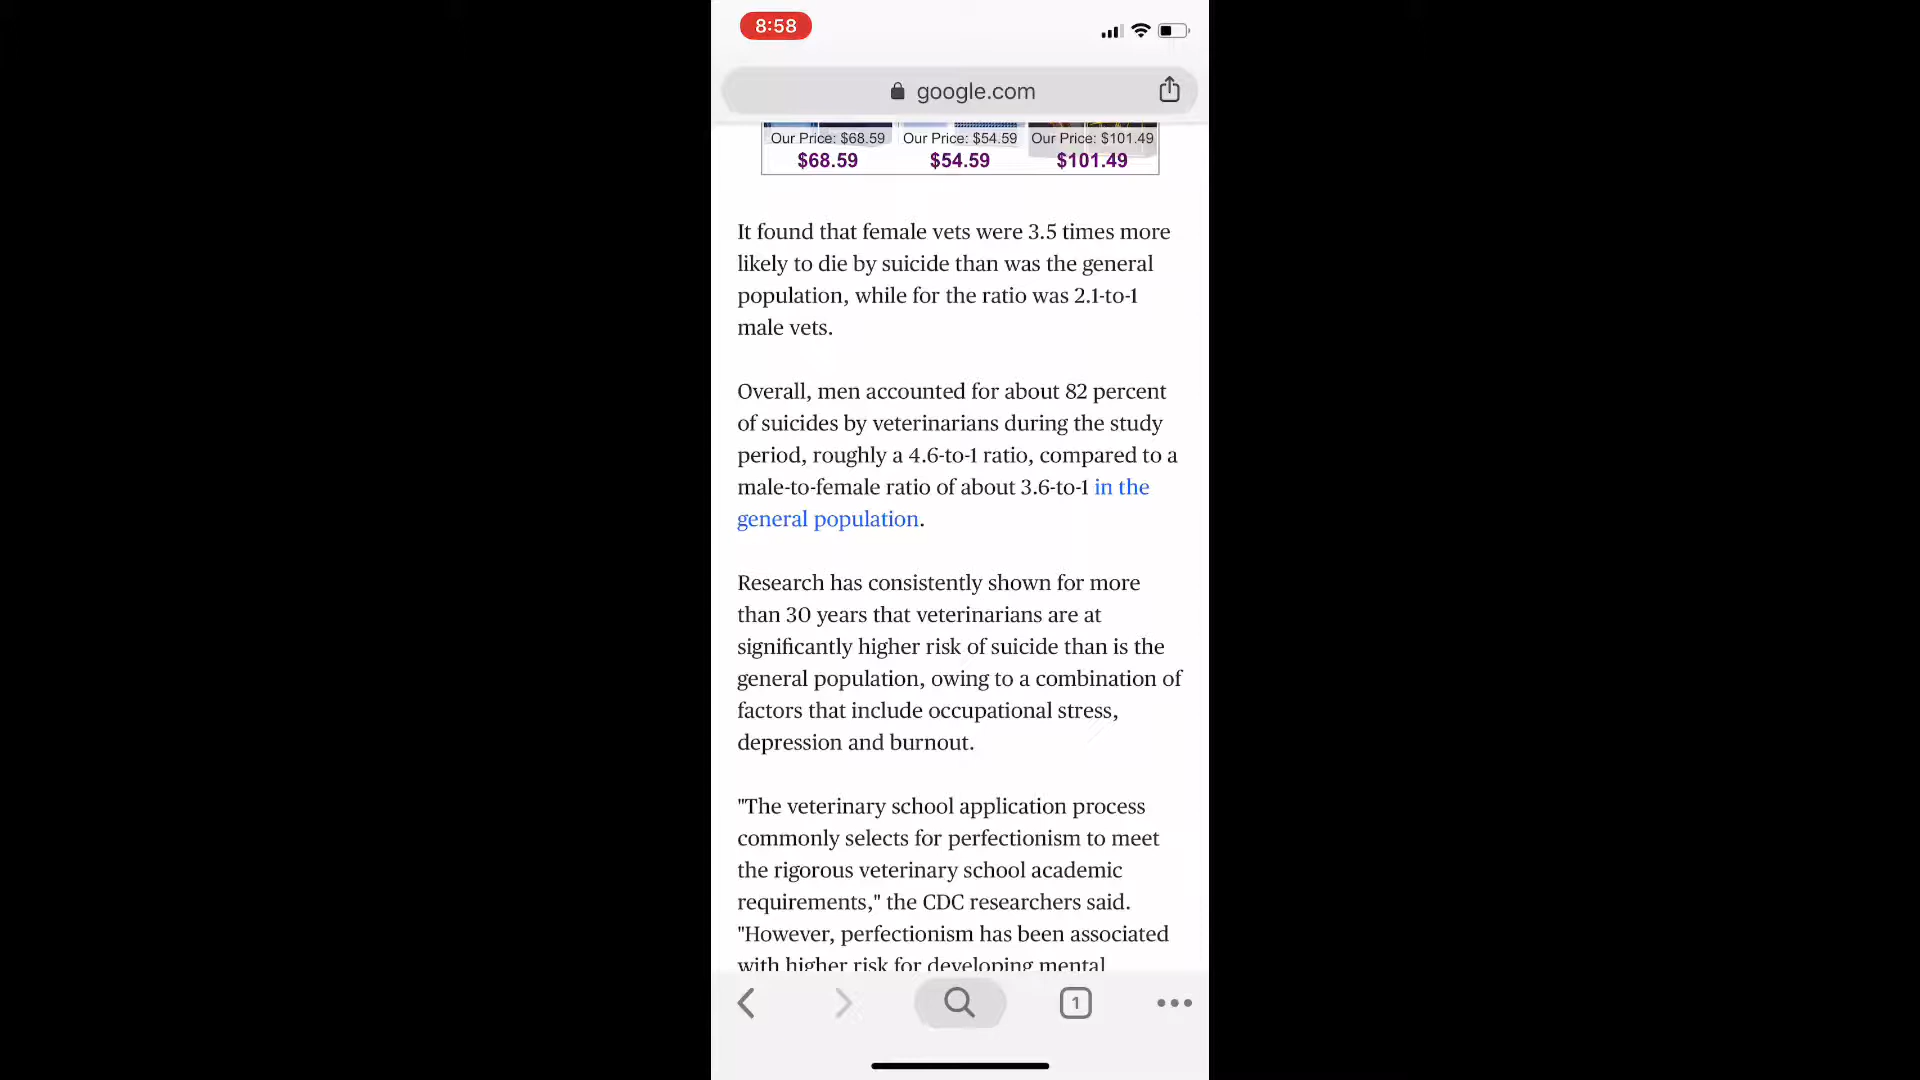 8:58
google.com
Our Price: $68.59 Our Price: $54.59 Our Price: $101.49
$68.59 $54.59 $101.49
It found that female vets were 3.5 times more
likely to die by suicide than was the general
population, while for the ratio was 2.1-to-1
male vets.
Overall, men accounted for about 82 percent
of suicides by veterinarians during the study
period, roughly a 4.6-to-1 ratio, compared to a
male-to-female ratio of about 3.6-to-1 in the
general population.
Research has consistently shown for more
than 30 years that veterinarians are at
significantly higher risk of suicide than is the
general population, owing to a combination of
factors that include occupational stress,
depression and burnout.
"The veterinary school application process
commonly selects for perfectionism to meet
the rigorous veterinary school academic
requirements," the CDC researchers said.
"However, perfectionism has been associated
with higher risk for developing mental
1